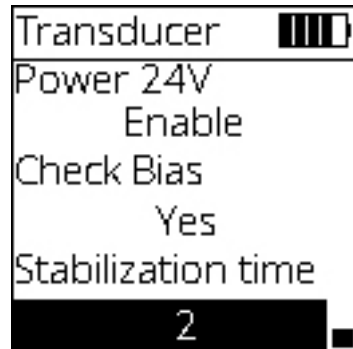 Transducer
Power 24V
Enable
Check Bias
Yes
Stabilization time
2